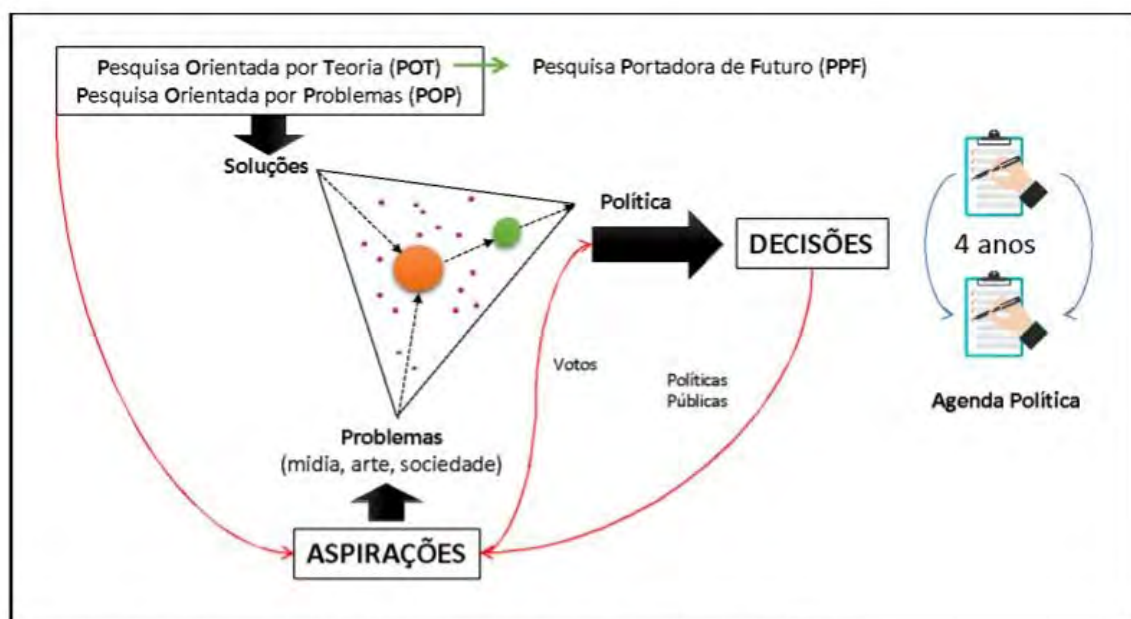 Pesquisa Orientada por Teoria (POT)
Pesquisa Portadora de Futuro (PPF)
Pesquisa Orientada por Problemas (POP)
Soluções
Política
DECISÕES
4 anos
Votos
Políticas
Públicas
Agenda Política
Problemas
(mídia, arte, sociedade)
ASPIRAÇÕES